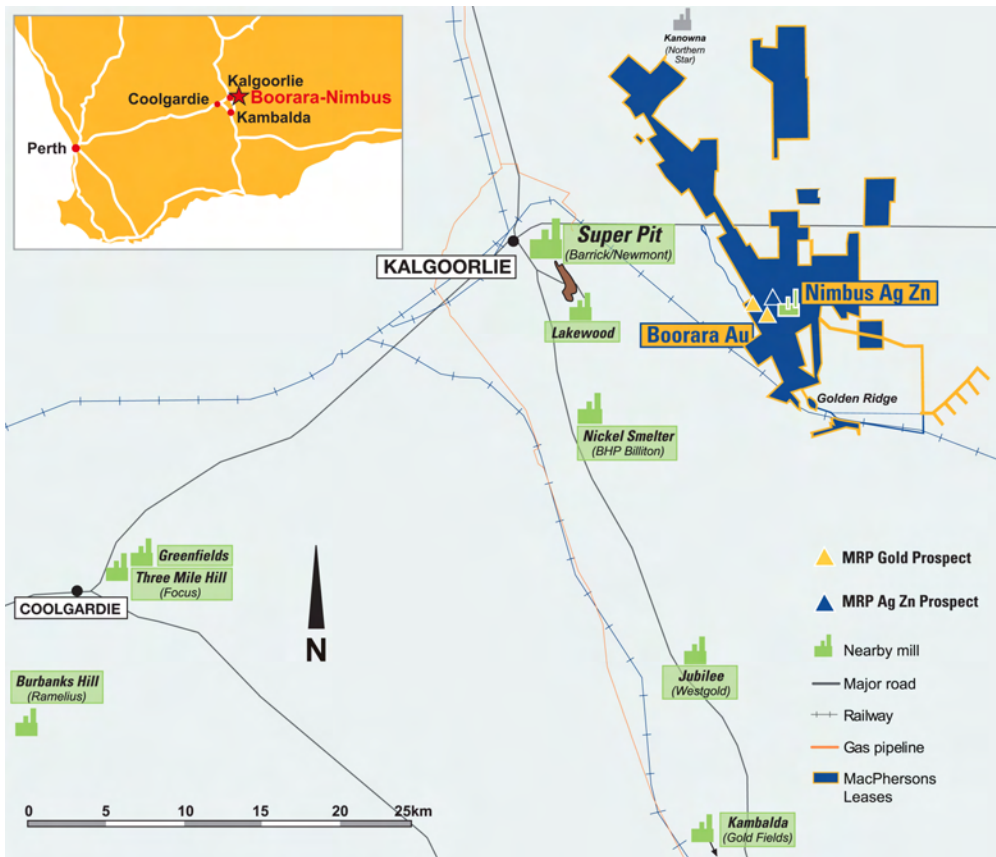 Kalgoorlie
Coolgardie
Boorara-Nimbus
Kambalda
Perth
Kanowna
(Northern
Star)
Super Pit
(Barrick/Newmont)
KALGOORLIE
Nimbus Ag Zn
Lakewood
Boorara Au
Golden Ridge
Nickel Smelter
(BHP Billiton)
Greenfields
Three Mile Hill
(Focus)
COOLGARDIE
N
Burbanks Hill
(Ramelius)
Jubilee
(Westgold)
Kambalda
(Gold Fields)
MRP Gold Prospect
MRP Ag Zn Prospect
Nearby mill
Major road
Railway
Gas pipeline
MacPhersons
Leases
0 5 10 15 20 25km